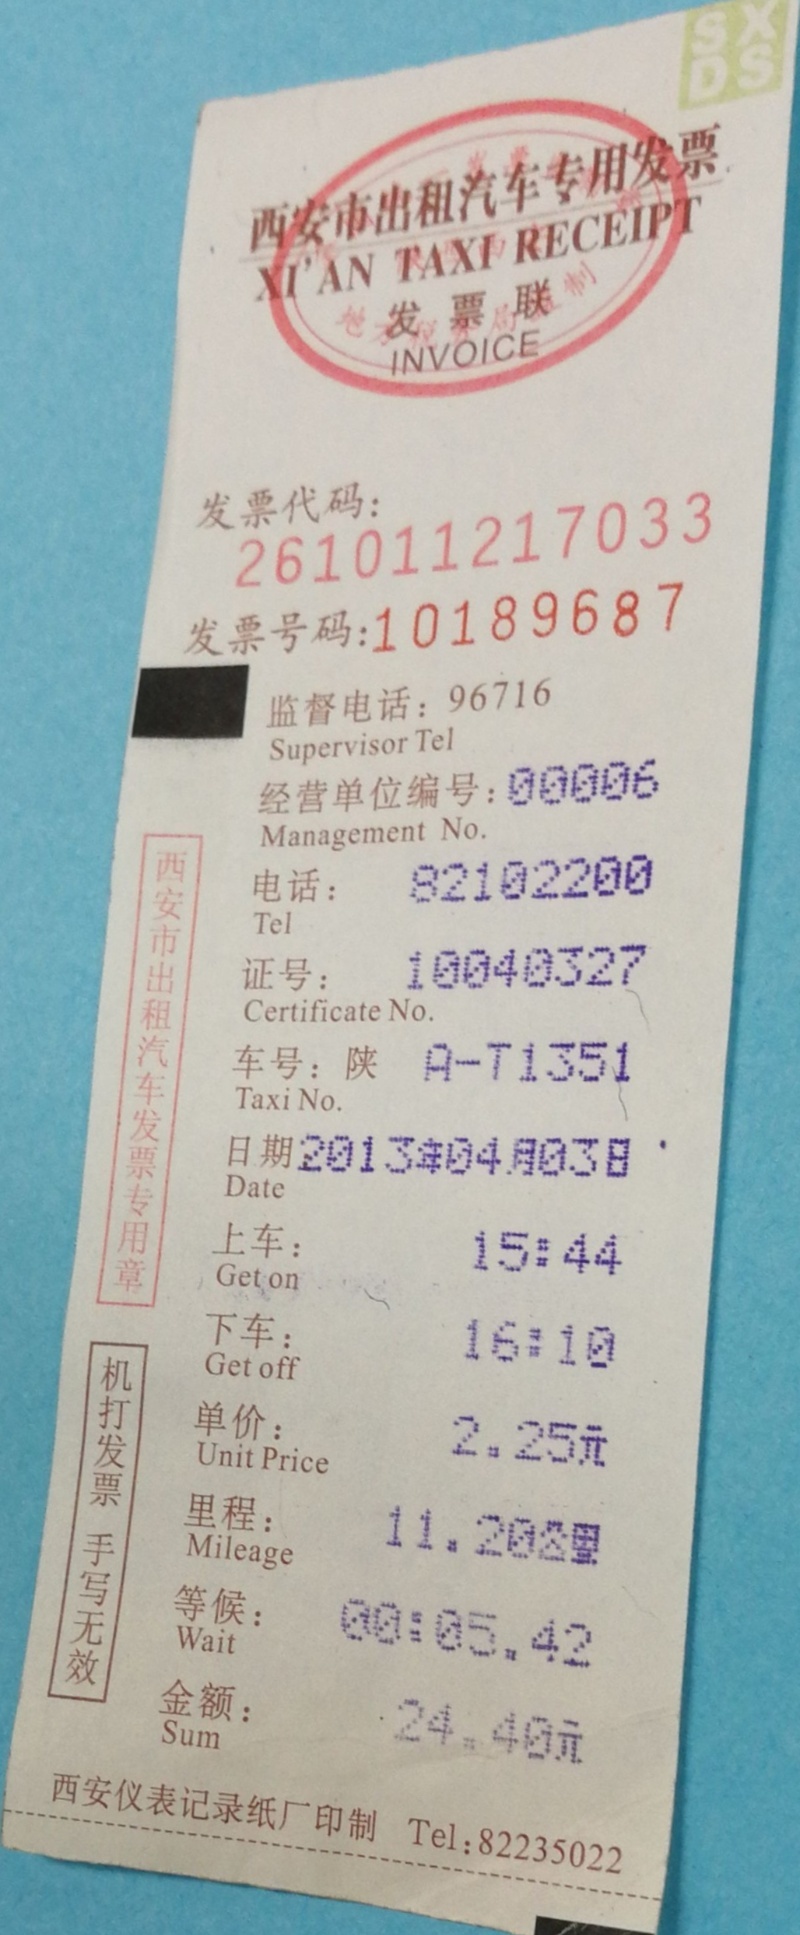 SX
DS
西安市出租汽车专用发票
XI'AN TAXI RECEIPT
发票联
INVOICE
发票代码:
261011217033
发票号码:10189687
监督电话：96716
Supervisor Tel
经营单位编号：00006
Management No.
电话： 82102200
Tel
证号： 10040327
Certificate No.
车号：陕 A-T1351
Taxi No.
日期2013年04月03日
Date
上车： 15:44
Get on
下车： 16:10
Get off
单价： 2.25元
Unit Price
里程： 11.20公里
Mileage
等候： 00:05.42
Wait
金额： 24.40元
Sum
西安市出租汽车发票专用章
机打发票 手写无效
西安仪表记录纸厂印制 Tel:82235022